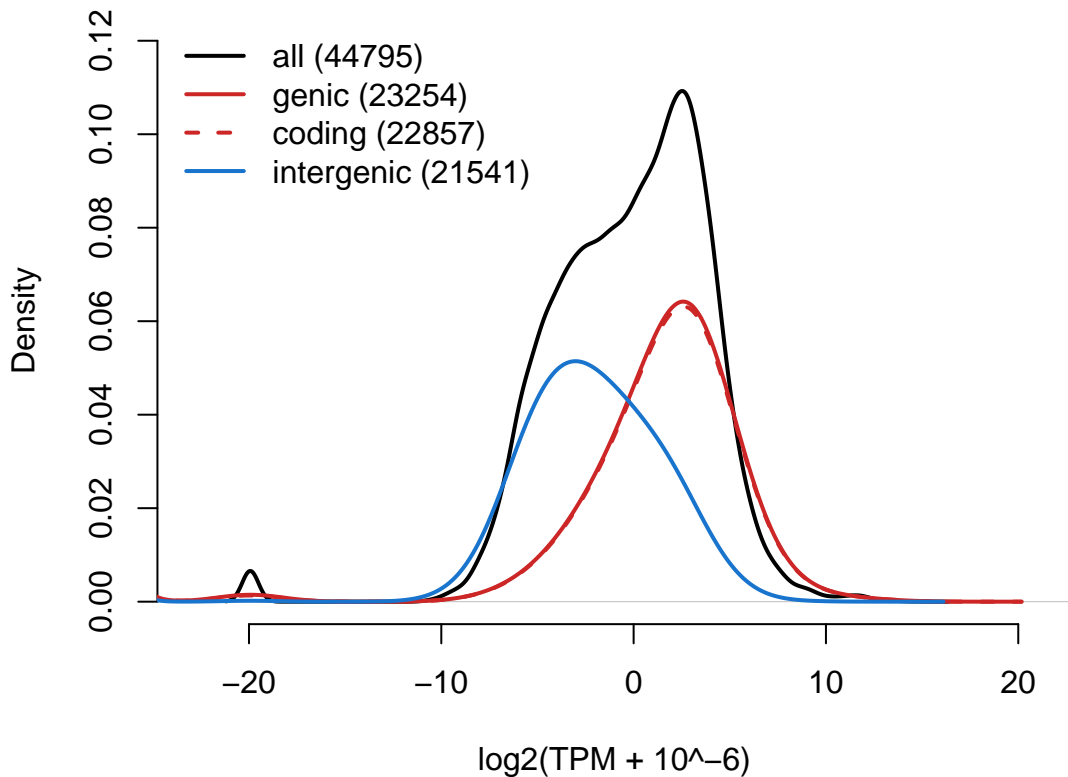 all (44795)
genic (23254)
coding (22857)
intergenic (21541)
Density
0.12
0.10
0.08
0.06
0.04
0.02
0.00
−20 −10 0 10 20
log2(TPM + 10^−6)